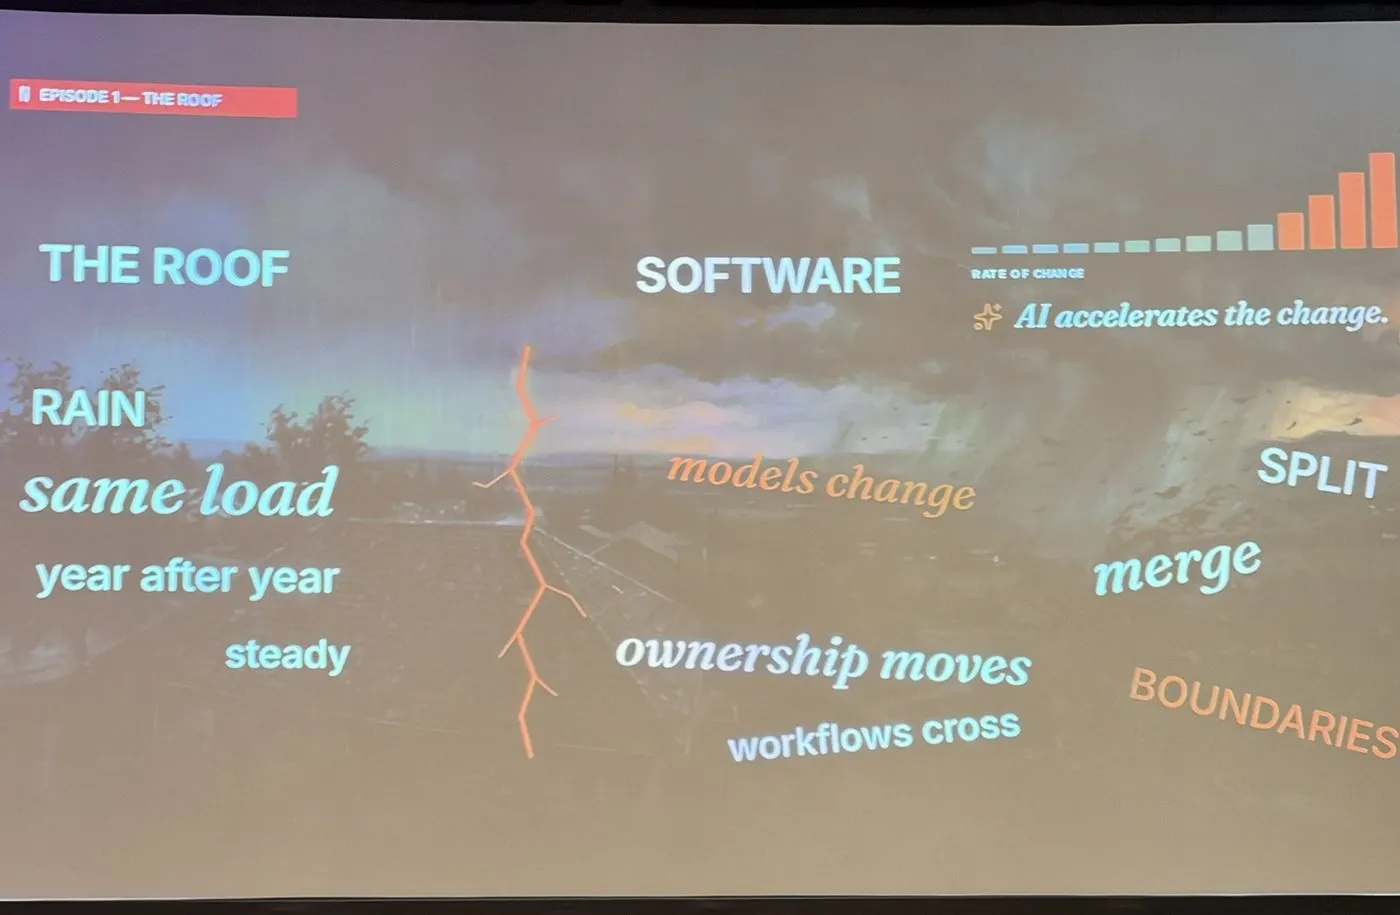 EPISODE 1 — THE ROOF
THE ROOF
RAIN
same load
year after year
steady
SOFTWARE
RATE OF CHANGE
AI accelerates the change.
models change
SPLIT
merge
ownership moves
BOUNDARIES
workflows cross